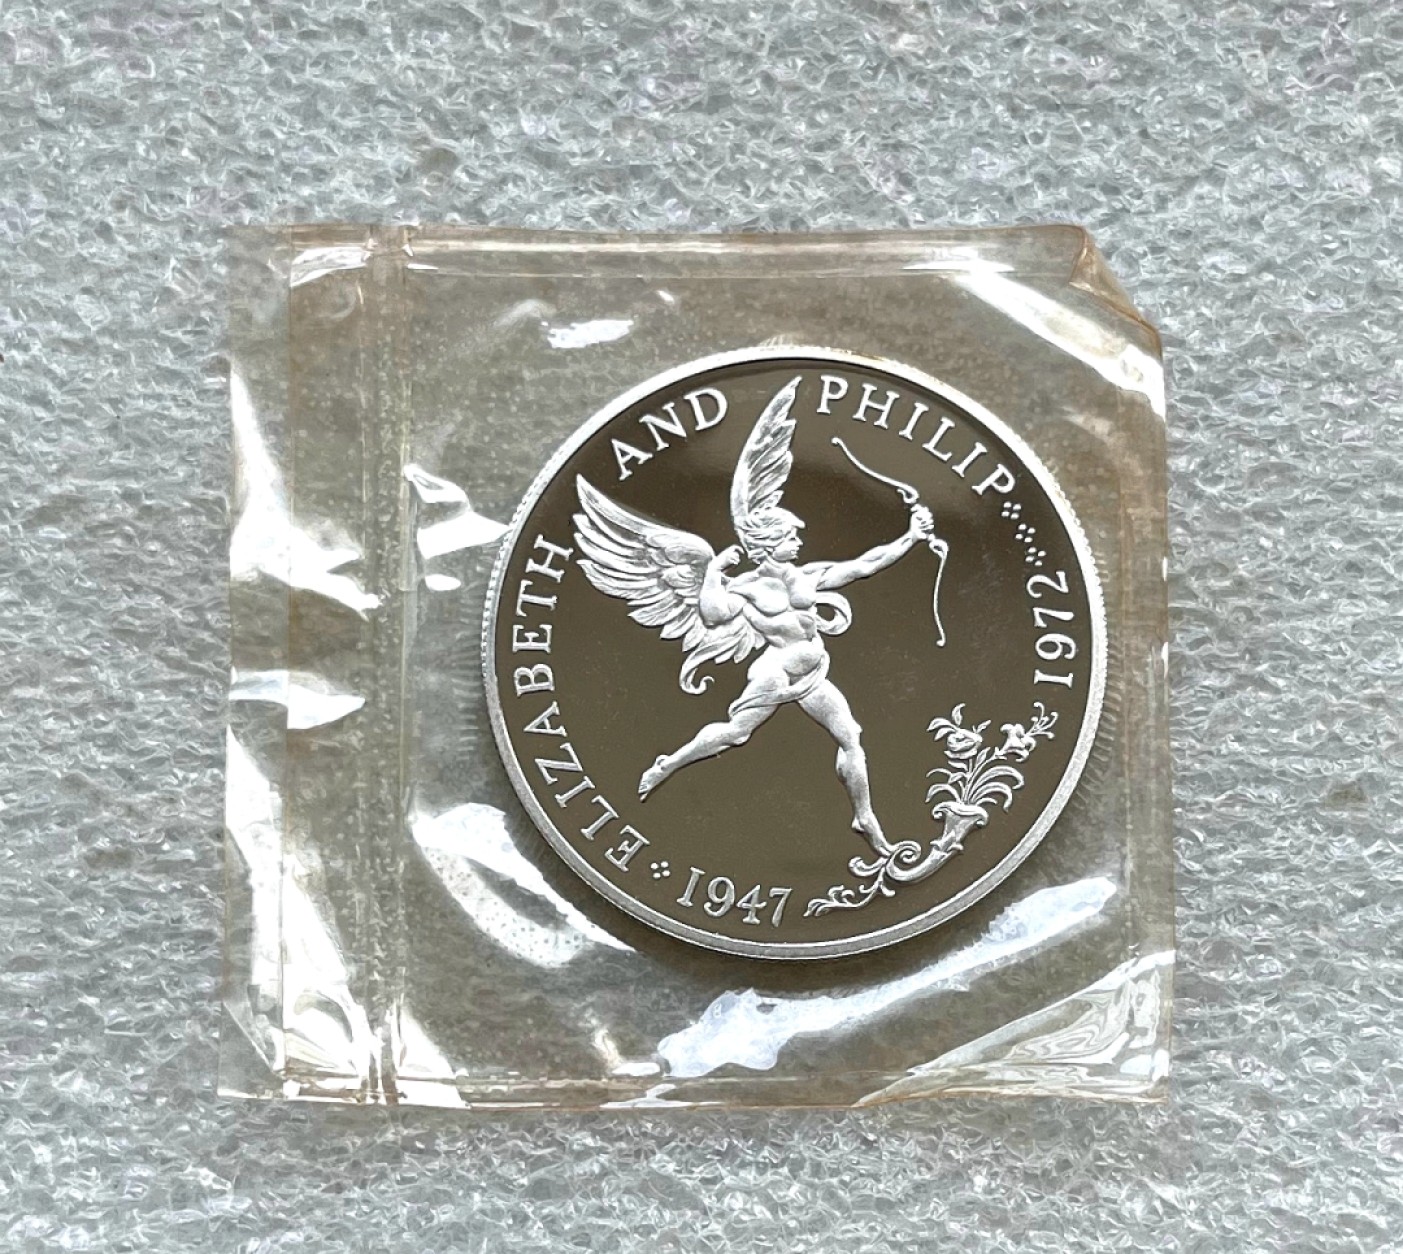 ELIZABETH AND PHILIP
1947
1972